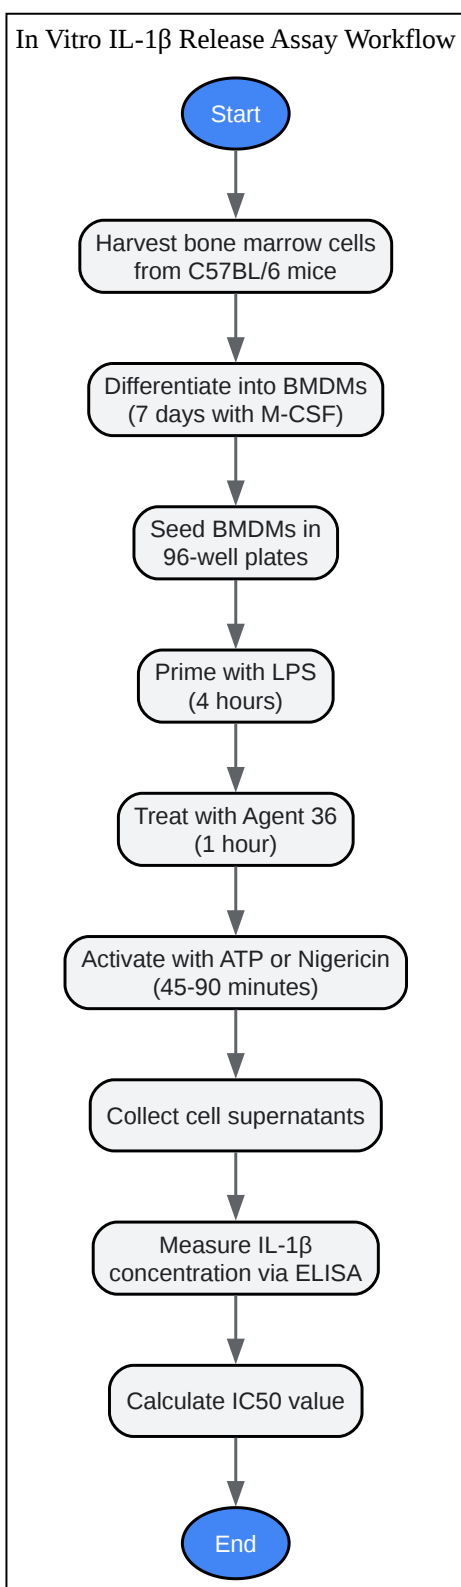 In Vitro IL-1β Release Assay Workflow
Start
Harvest bone marrow cells
from C57BL/6 mice
Differentiate into BMDMs
(7 days with M-CSF)
Seed BMDMs in
96-well plates
Prime with LPS
(4 hours)
Treat with Agent 36
(1 hour)
Activate with ATP or Nigericin
(45-90 minutes)
Collect cell supernatants
Measure IL-1β
concentration via ELISA
Calculate IC50 value
End